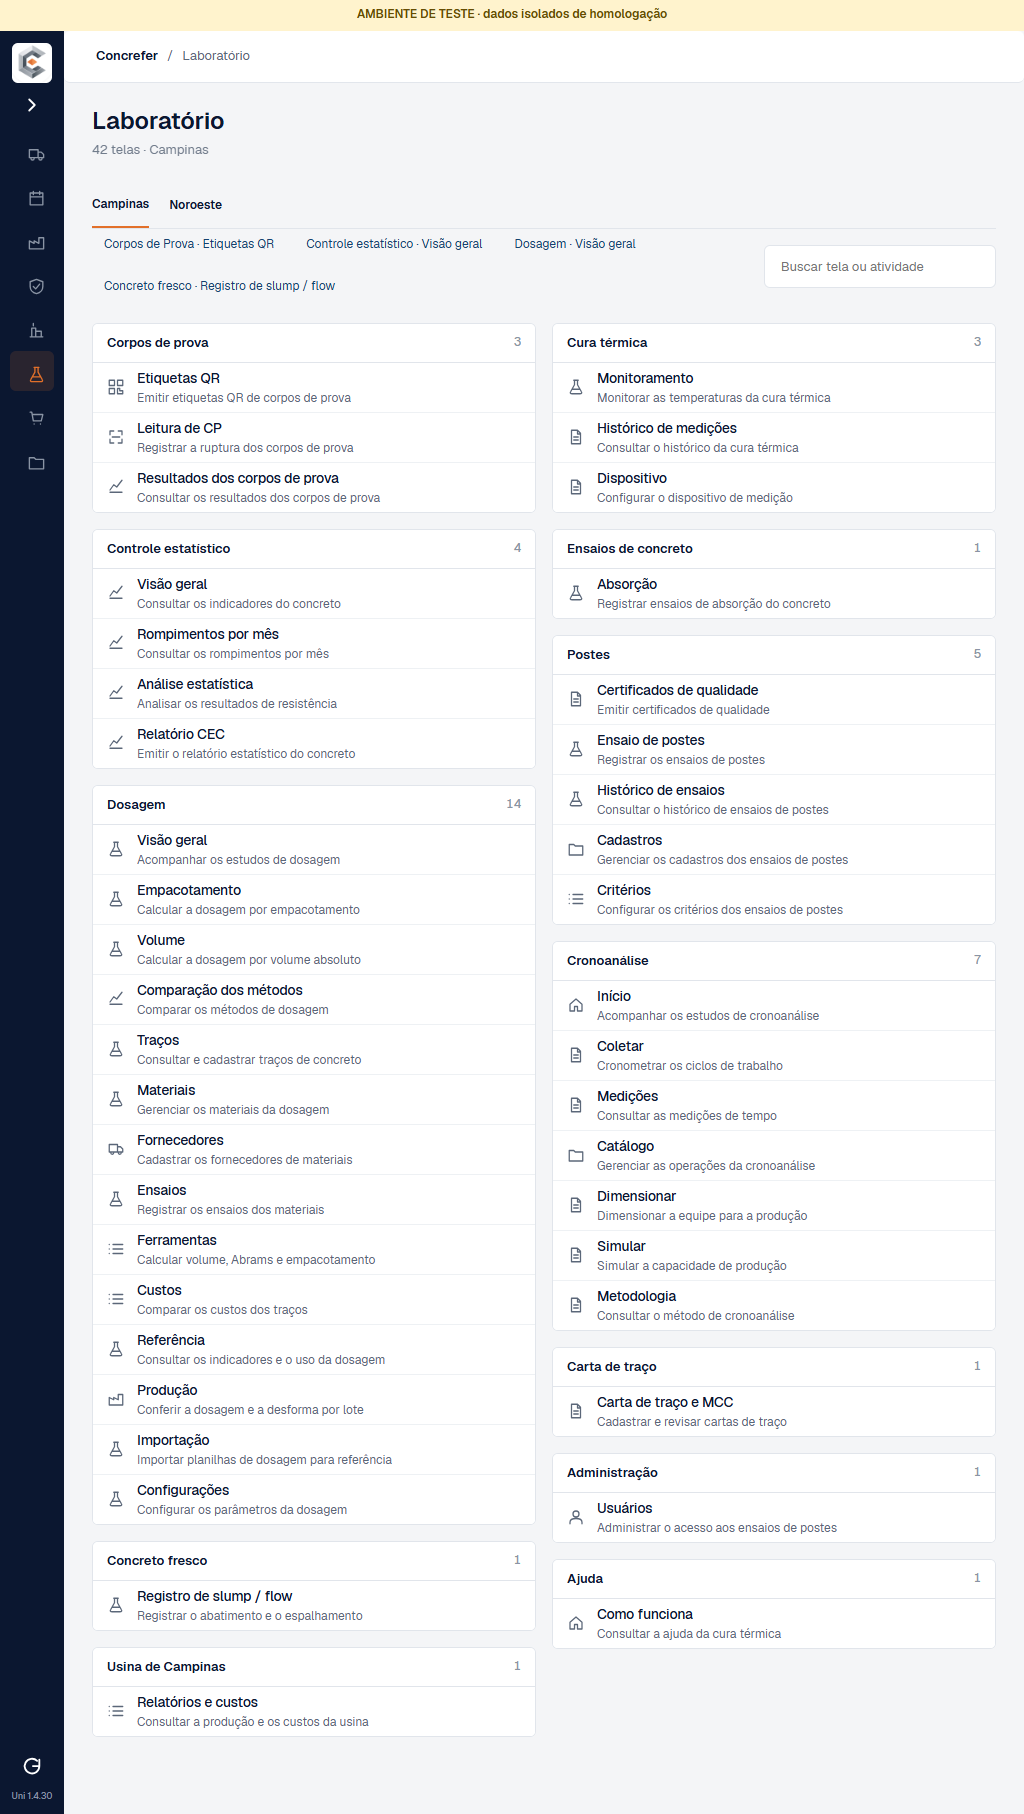 AMBIENTE DE TESTE · dados isolados de homologação
Concrefer / Laboratório
Laboratório
42 telas · Campinas
Campinas
Noroeste
Corpos de Prova · Etiquetas QR
Controle estatístico · Visão geral
Dosagem · Visão geral
Concreto fresco · Registro de slump / flow
Buscar tela ou atividade
Corpos de prova 3
Etiquetas QR
Emitir etiquetas QR de corpos de prova
Leitura de CP
Registrar a ruptura dos corpos de prova
Resultados dos corpos de prova
Consultar os resultados dos corpos de prova
Controle estatístico 4
Visão geral
Consultar os indicadores do concreto
Rompimentos por mês
Consultar os rompimentos por mês
Análise estatística
Analisar os resultados de resistência
Relatório CEC
Emitir o relatório estatístico do concreto
Dosagem 14
Visão geral
Acompanhar os estudos de dosagem
Empacotamento
Calcular a dosagem por empacotamento
Volume
Calcular a dosagem por volume absoluto
Comparação dos métodos
Comparar os métodos de dosagem
Traços
Consultar e cadastrar traços de concreto
Materiais
Gerenciar os materiais da dosagem
Fornecedores
Cadastrar os fornecedores de materiais
Ensaios
Registrar os ensaios dos materiais
Ferramentas
Calcular volume, Abrams e empacotamento
Custos
Comparar os custos dos traços
Referência
Consultar os indicadores e o uso da dosagem
Produção
Conferir a dosagem e a desforma por lote
Importação
Importar planilhas de dosagem para referência
Configurações
Configurar os parâmetros da dosagem
Concreto fresco 1
Registro de slump / flow
Registrar o abatimento e o espalhamento
Usina de Campinas 1
Relatórios e custos
Consultar a produção e os custos da usina
Cura térmica 3
Monitoramento
Monitorar as temperaturas da cura térmica
Histórico de medições
Consultar o histórico da cura térmica
Dispositivo
Configurar o dispositivo de medição
Ensaios de concreto 1
Absorção
Registrar ensaios de absorção do concreto
Postes 5
Certificados de qualidade
Emitir certificados de qualidade
Ensaio de postes
Registrar os ensaios de postes
Histórico de ensaios
Consultar o histórico de ensaios de postes
Cadastros
Gerenciar os cadastros dos ensaios de postes
Critérios
Configurar os critérios dos ensaios de postes
Cronoanálise 7
Início
Acompanhar os estudos de cronoanálise
Coletar
Cronometrar os ciclos de trabalho
Medições
Consultar as medições de tempo
Catálogo
Gerenciar as operações da cronoanálise
Dimensionar
Dimensionar a equipe para a produção
Simular
Simular a capacidade de produção
Metodologia
Consultar o método de cronoanálise
Carta de traço 1
Carta de traço e MCC
Cadastrar e revisar cartas de traço
Administração 1
Usuários
Administrar o acesso aos ensaios de postes
Ajuda 1
Como funciona
Consultar a ajuda da cura térmica
Uni 1.4.30